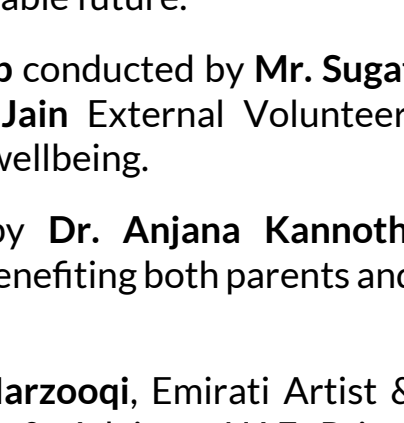 able future.
p conducted by Mr. Suga
Jain External Volunteer
wellbeing.
by Dr. Anjana Kannoth
enefiting both parents and
arzooqi, Emirati Artist &